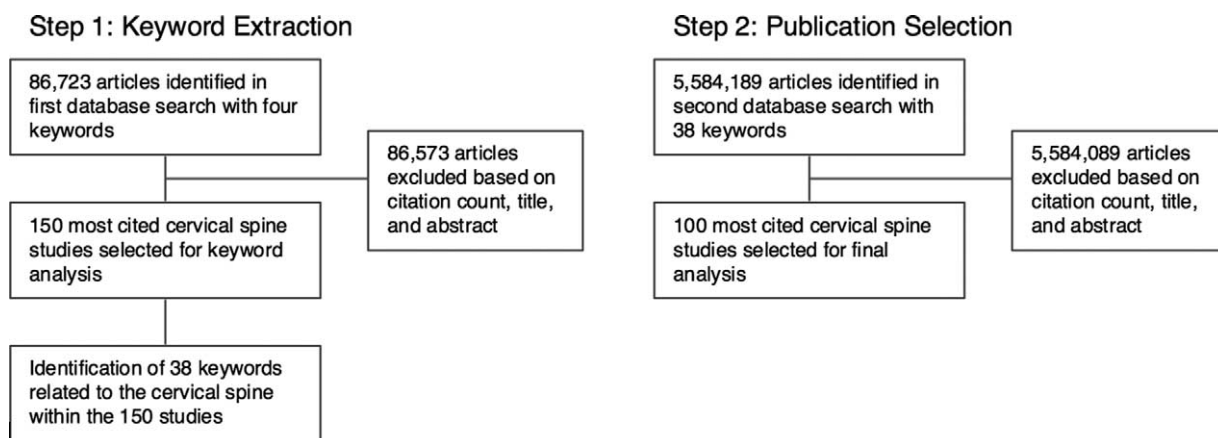 Step 1: Keyword Extraction
86,723 articles identified in
first database search with four
keywords
86,573 articles
excluded based on
citation count, title,
and abstract
150 most cited cervical spine
studies selected for keyword
analysis
Identification of 38 keywords
related to the cervical spine
within the 150 studies
Step 2: Publication Selection
5,584,189 articles identified in
second database search with
38 keywords
5,584,089 articles
excluded based on
citation count, title,
and abstract
100 most cited cervical spine
studies selected for final
analysis